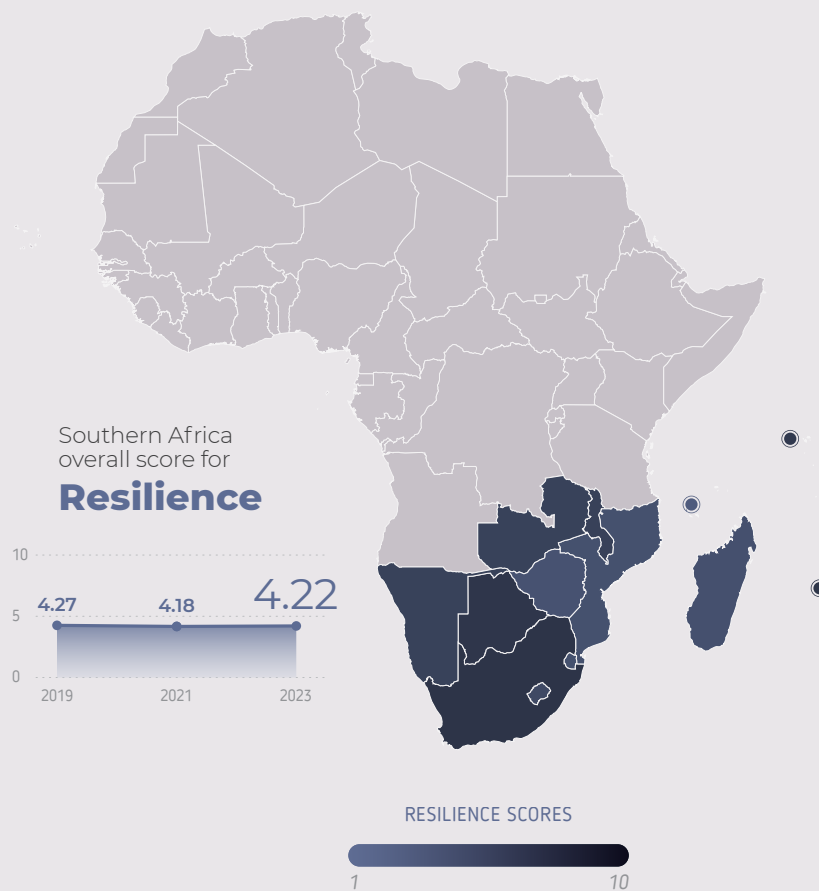 Southern Africa
overall score for
Resilience
10
4.27
4.18
4.22
5
0
2019
2021
2023
RESILIENCE SCORES
1
10